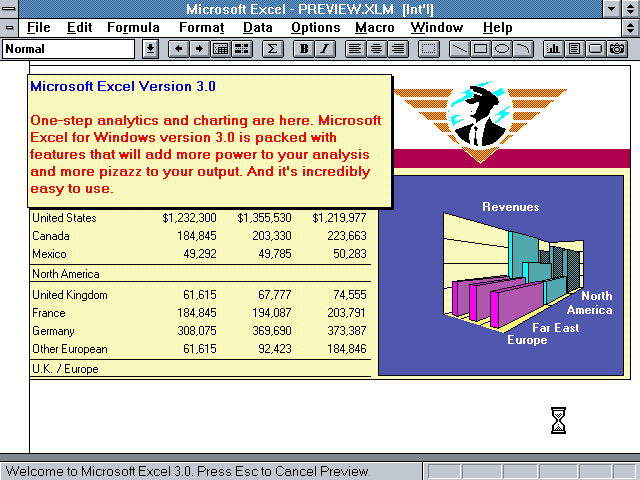 Microsoft Excel - PREVIEW.XLM [Int'l]
File Edit Formula Format Data Options Macro Window Help
Normal Σ B I
Microsoft Excel Version 3.0
One-step analytics and charting are here. Microsoft
Excel for Windows version 3.0 is packed with
features that will add more power to your analysis
and more pizazz to your output. And it's incredibly
easy to use.
United States $1,232,300 $1,355,530 $1,219,977
Canada 184,845 203,330 223,663
Mexico 49,292 49,785 50,283
North America
United Kingdom 61,615 67,777 74,555
France 184,845 194,087 203,791
Germany 308,075 369,690 373,387
Other European 61,615 92,423 184,846
U.K. / Europe
Revenues
North
America
Far East
Europe
Welcome to Microsoft Excel 3.0. Press Esc to Cancel Preview.